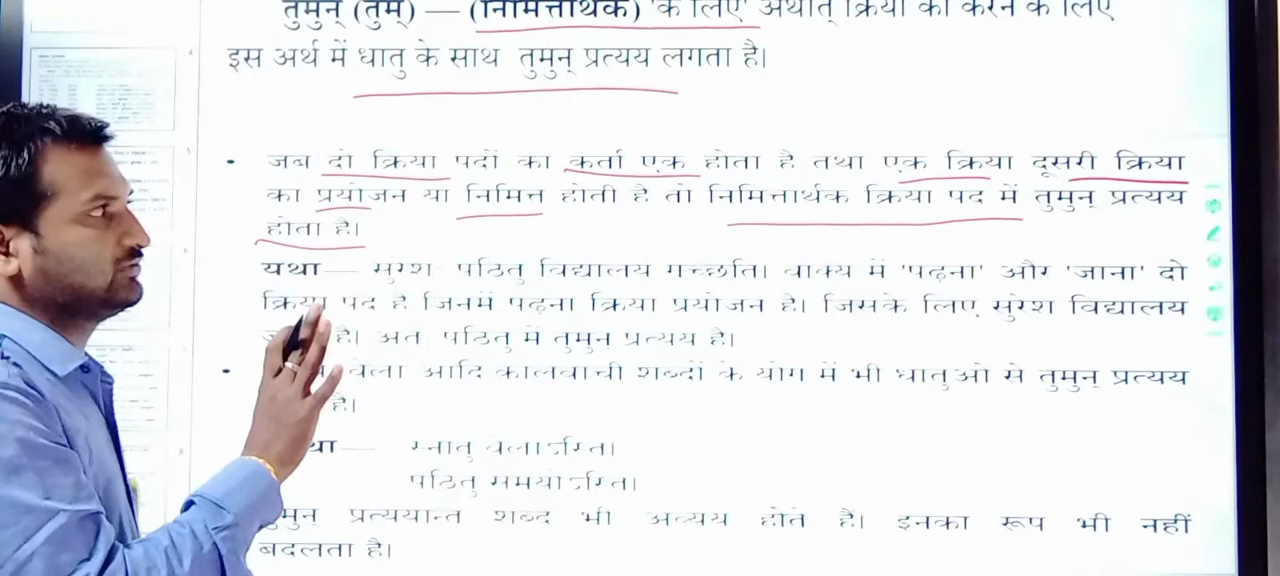 तुमुन् (तुम्) — (निमित्तार्थक) 'के लिए' अर्थात् क्रिया को करने के लिए
इस अर्थ में धातु के साथ तुमुन् प्रत्यय लगता है।
• जब दो क्रिया पदों का कर्ता एक होता है तथा एक क्रिया दूसरी क्रिया
का प्रयोजन या निमित्त होती है तो निमित्तार्थक क्रिया पद में तुमुन् प्रत्यय
होता है।
यथा— सुरेश पठितु विद्यालय गच्छति। वाक्य में 'पढ़ना' और 'जाना' दो
क्रिया पद है जिनमें पढ़ना क्रिया प्रयोजन है। जिसके लिए सुरेश विद्यालय
है। अत पठितु में तुमुन् प्रत्यय है।
• वेला आदि कालवाची शब्दों के योग में भी धातुओ से तुमुन् प्रत्यय
है।
था— स्नातु वेलाऽस्ति।
पठितु समयोऽस्ति।
तुमुन् प्रत्ययान्त शब्द भी अव्यय होते हैं। इनका रूप भी नहीं
बदलता है।